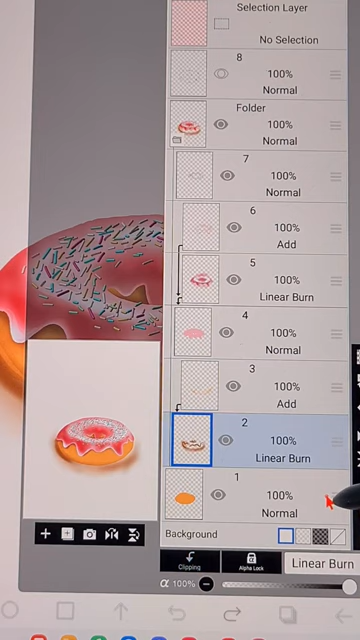 Selection Layer
No Selection
8
100%
Normal
Folder
100%
Normal
7
100%
Normal
6
100%
Add
5
100%
Linear Burn
4
100%
Normal
3
100%
Add
2
100%
Linear Burn
1
100%
Normal
Background
Clipping
Alpha Lock
Linear Burn
α 100%